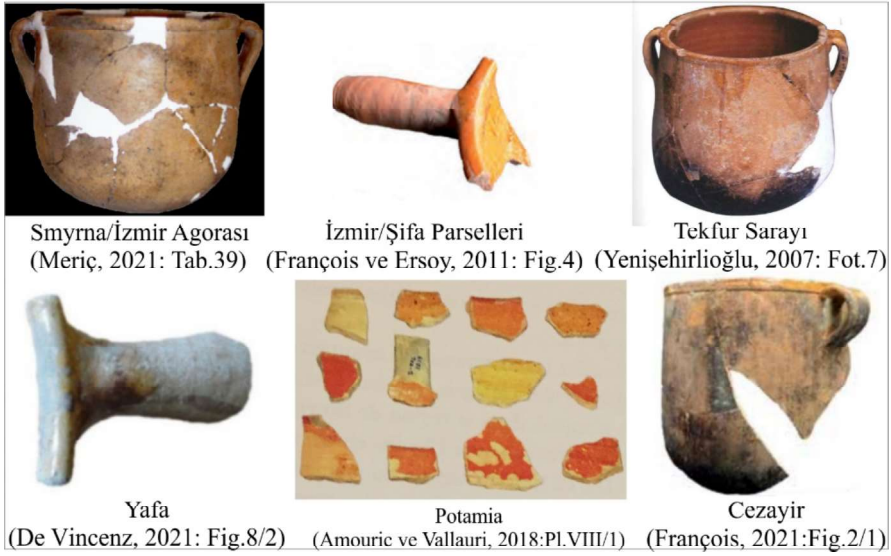 Smyrna/İzmir Agorası
(Meriç, 2021: Tab.39)
İzmir/Şifa Parselleri
(François ve Ersoy, 2011: Fig.4)
Tekfur Sarayı
(Yenişehirlioğlu, 2007: Fot.7)
Yafa
(De Vincenz, 2021: Fig.8/2)
Potamia
(Amouric ve Vallauri, 2018:Pl.VIII/1)
Cezayir
(François, 2021:Fig.2/1)